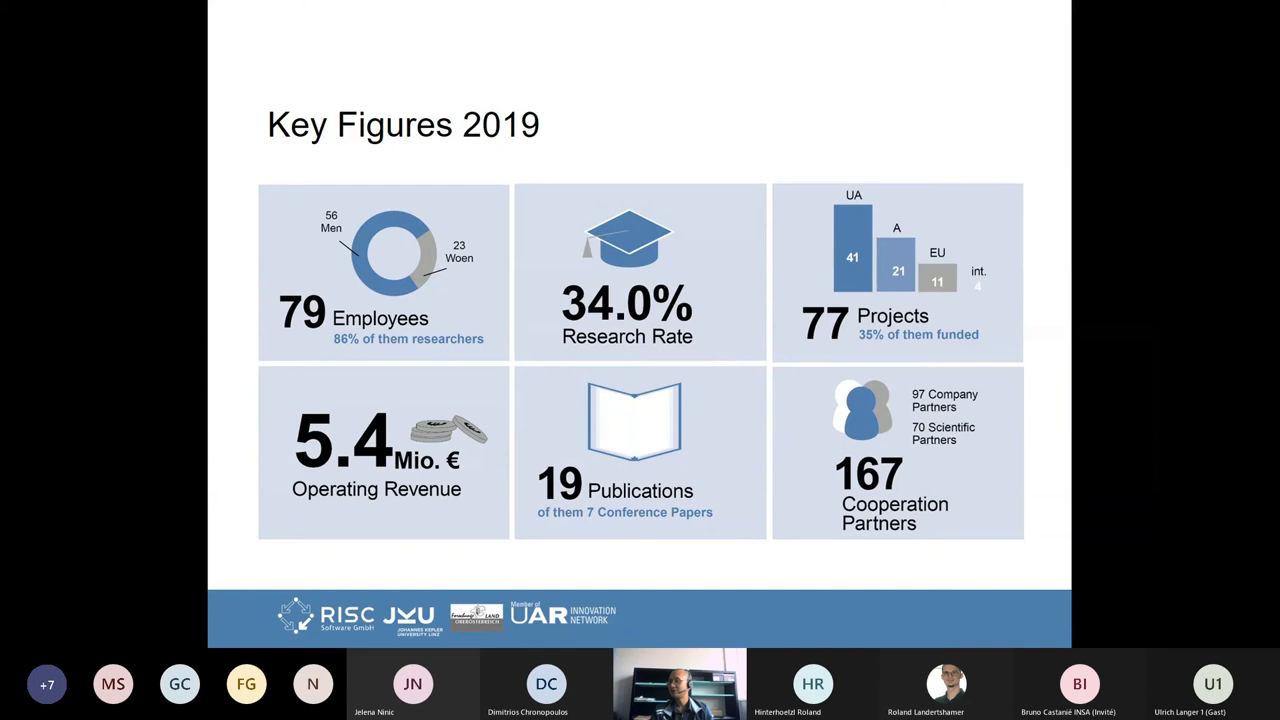 Key Figures 2019
56
Men
23
Woen
79 Employees
86% of them researchers
34.0%
Research Rate
UA
41
A
21
EU
11
int.
4
77 Projects
35% of them funded
5.4 Mio. €
Operating Revenue
19 Publications
of them 7 Conference Papers
97 Company
Partners
70 Scientific
Partners
167
Cooperation
Partners
RISC
Software GmbH
JKU
JOHANNES KEPLER
UNIVERSITY LINZ
LAND
OBERÖSTERREICH
Member of
UAR INNOVATION
NETWORK
+7
MS
GC
FG
N
JN
Jelena Ninic
DC
Dimitrios Chronopoulos
HR
Hinterhoelzl Roland
Roland Landertshamer
BI
Bruno Castanié INSA (Invité)
U1
Ulrich Langer 1 (Gast)